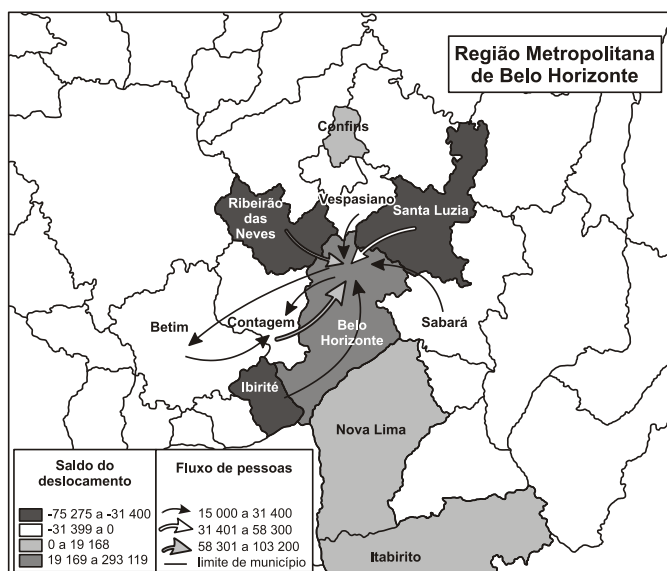 Região Metropolitana
de Belo Horizonte
Confins
Vespasiano
Ribeirão
das
Neves
Santa Luzia
Betim
Contagem
Belo
Horizonte
Sabará
Ibirité
Nova Lima
Itabirito
Saldo do
deslocamento
-75 275 a -31 400
-31 399 a 0
0 a 19 168
19 169 a 293 119
Fluxo de pessoas
15 000 a 31 400
31 401 a 58 300
58 301 a 103 200
limite de município